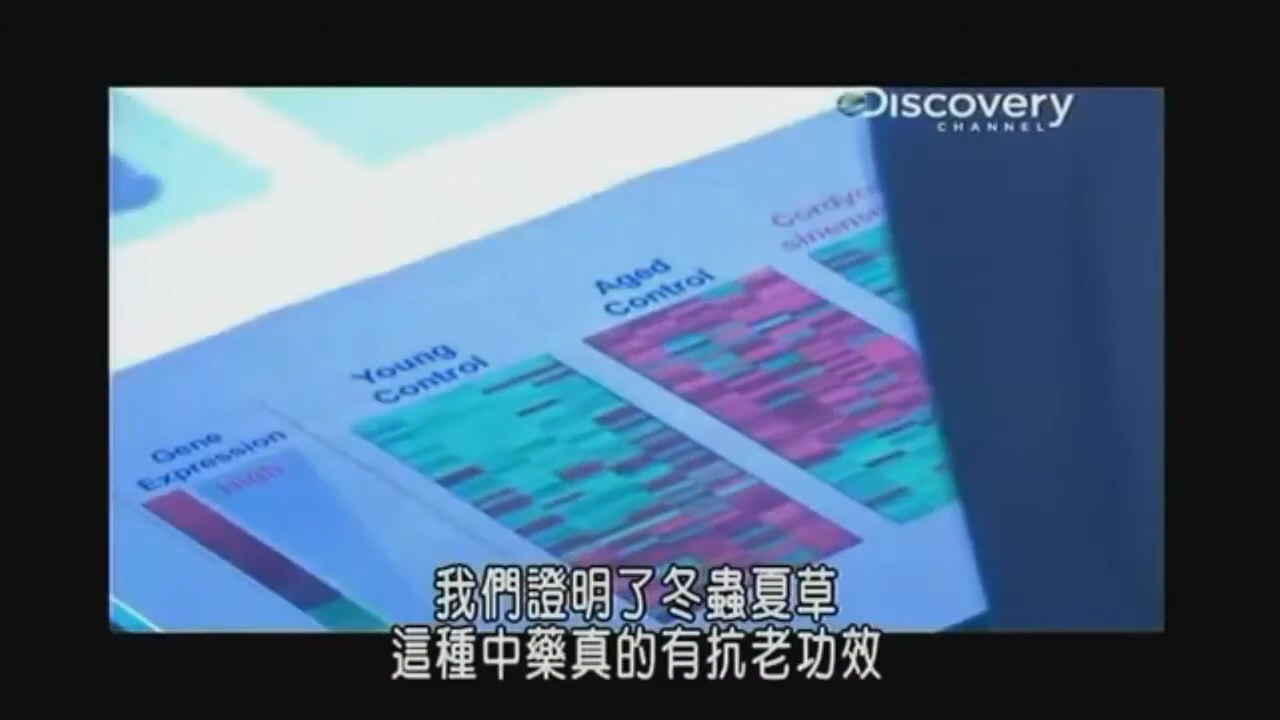 Discovery
CHANNEL
Aged
Control
Young
Control
Gene
Expression
High
我們證明了冬蟲夏草
這種中藥真的有抗老功效